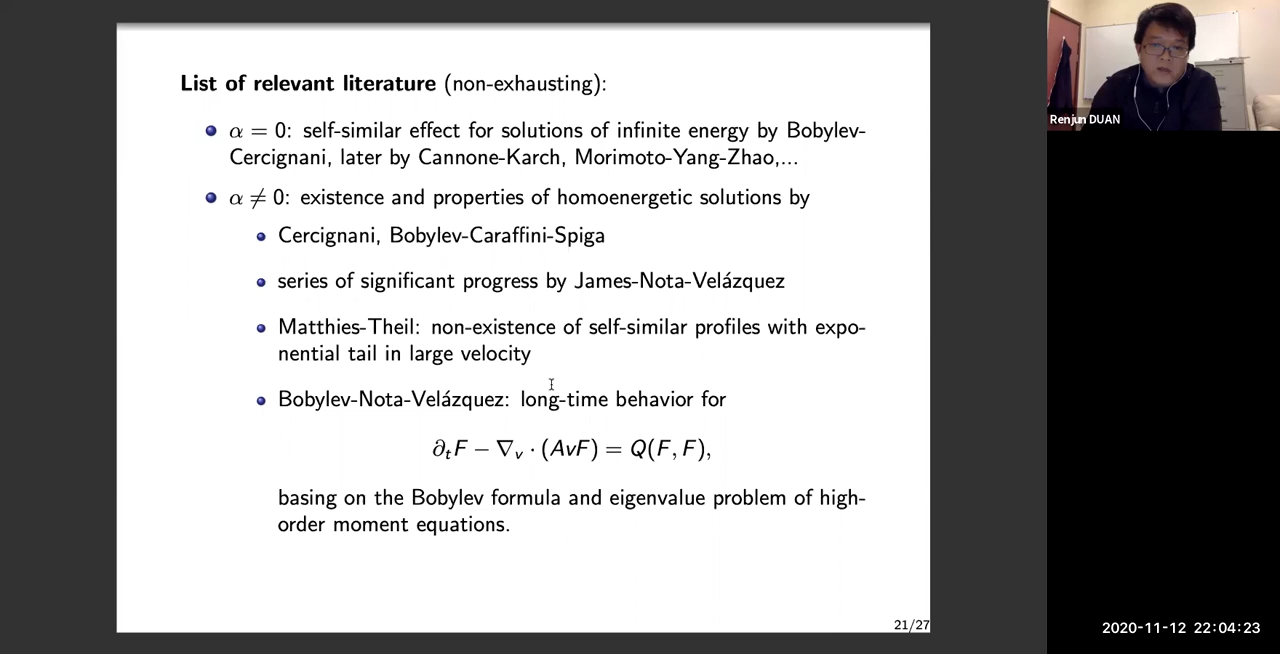 List of relevant literature (non-exhausting):
α = 0: self-similar effect for solutions of infinite energy by Bobylev-
Cercignani, later by Cannone-Karch, Morimoto-Yang-Zhao,...
α ≠ 0: existence and properties of homoenergetic solutions by
Cercignani, Bobylev-Caraffini-Spiga
series of significant progress by James-Nota-Velázquez
Matthies-Theil: non-existence of self-similar profiles with expo-
nential tail in large velocity
Bobylev-Nota-Velázquez: long-time behavior for
∂ₜF − ∇ᵥ · (AvF) = Q(F, F),
basing on the Bobylev formula and eigenvalue problem of high-
order moment equations.
21/27
Renjun DUAN
2020-11-12 22:04:23